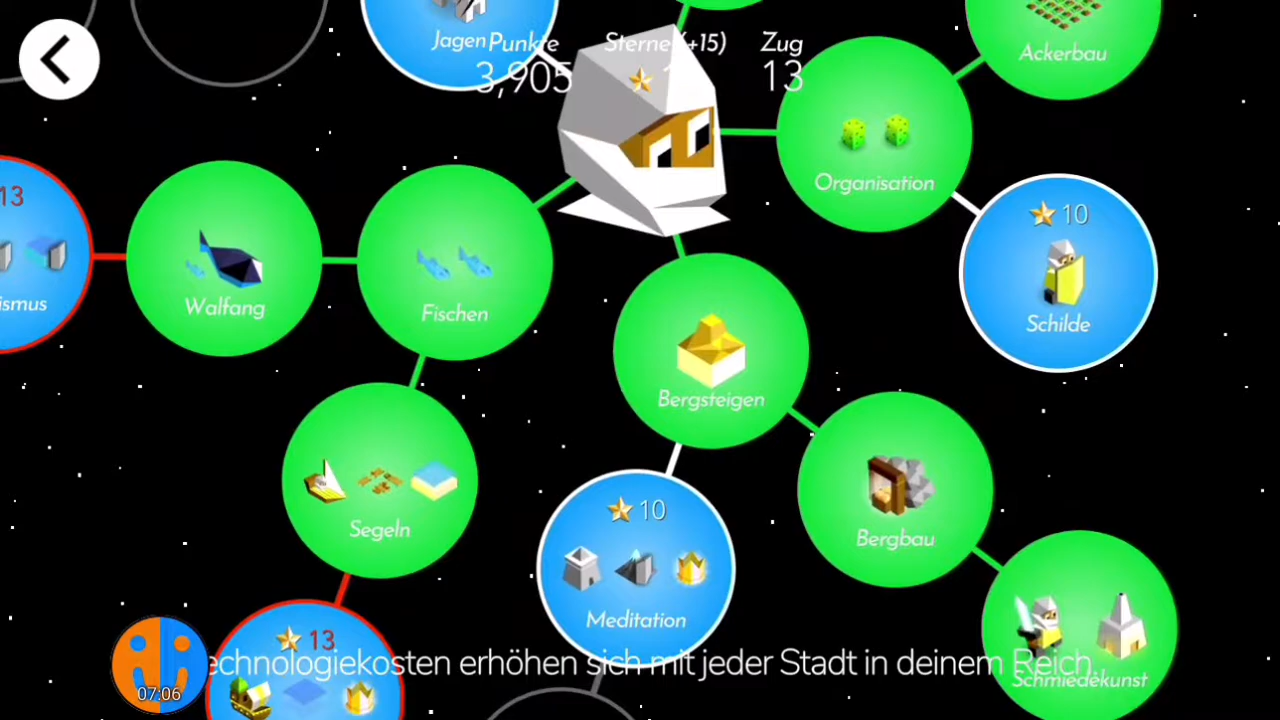 Jagen
Punkte
Sterne (+15)
Zug
3,905
13
Ackerbau
Organisation
13
ismus
Walfang
Fischen
10
Schilde
Bergsteigen
Segeln
10
Meditation
Bergbau
13
Schmiedekunst
echnologiekosten erhöhen sich mit jeder Stadt in deinem Reich.
07:06